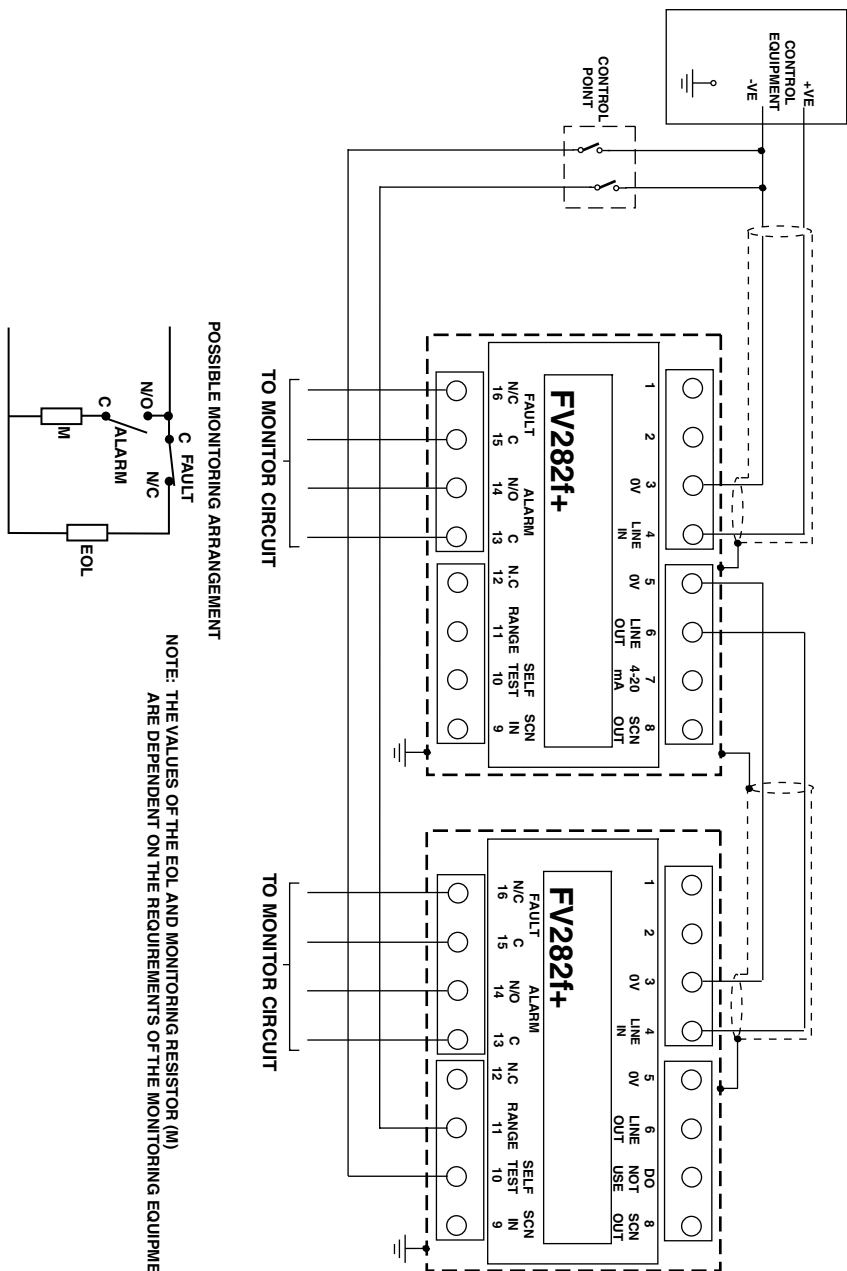 CONTROL
EQUIPMENT
+VE
-VE
CONTROL
POINT
1
2
3
0V
4
LINE
IN
5
0V
6
LINE
OUT
7
4-20
mA
8
SCN
OUT
FV282f+
FAULT
N/C
16
C
15
ALARM
N/O
14
C
13
N.C
12
RANGE
11
SELF
TEST
10
SCN
IN
9
TO MONITOR CIRCUIT
1
2
3
0V
4
LINE
IN
5
0V
6
LINE
OUT
DO
NOT
USE
8
SCN
OUT
FV282f+
FAULT
N/C
16
C
15
ALARM
N/O
14
C
13
N.C
12
RANGE
11
SELF
TEST
10
SCN
IN
9
TO MONITOR CIRCUIT
POSSIBLE MONITORING ARRANGEMENT
C FAULT
N/O
N/C
C
ALARM
M
EOL
NOTE: THE VALUES OF THE EOL AND MONITORING RESISTOR (M)
ARE DEPENDENT ON THE REQUIREMENTS OF THE MONITORING EQUIPME